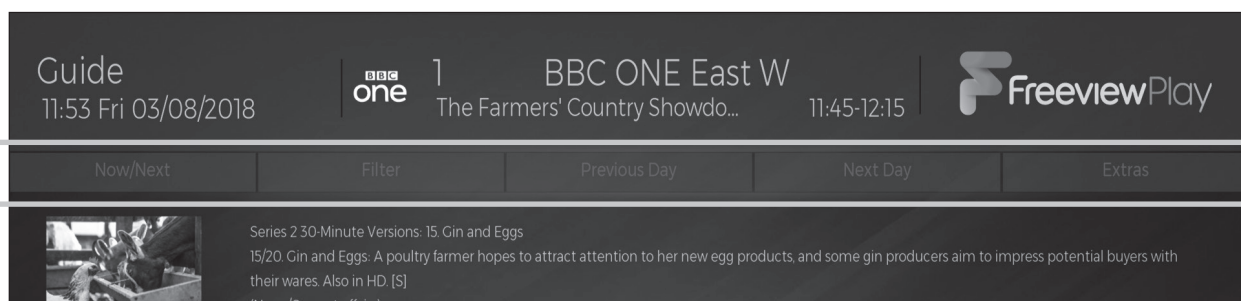 Guide
11:53 Fri 03/08/2018
BBC
one
1 BBC ONE East W
The Farmers' Country Showdo... 11:45-12:15
FreeviewPlay
Now/Next Filter Previous Day Next Day Extras
Series 2 30-Minute Versions: 15. Gin and Eggs
15/20. Gin and Eggs: A poultry farmer hopes to attract attention to her new egg products, and some gin producers aim to impress potential buyers with
their wares. Also in HD. [S]